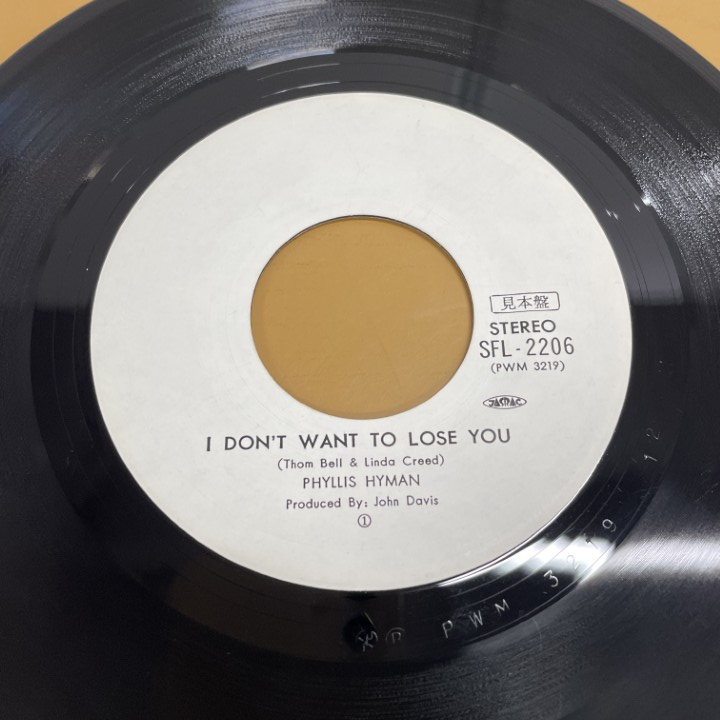 見本盤
STEREO
SFL-2206
(PWM 3219)
JASRAC
I DON'T WANT TO LOSE YOU
(Thom Bell & Linda Creed)
PHYLLIS HYMAN
Produced By: John Davis
①
PWM 3219